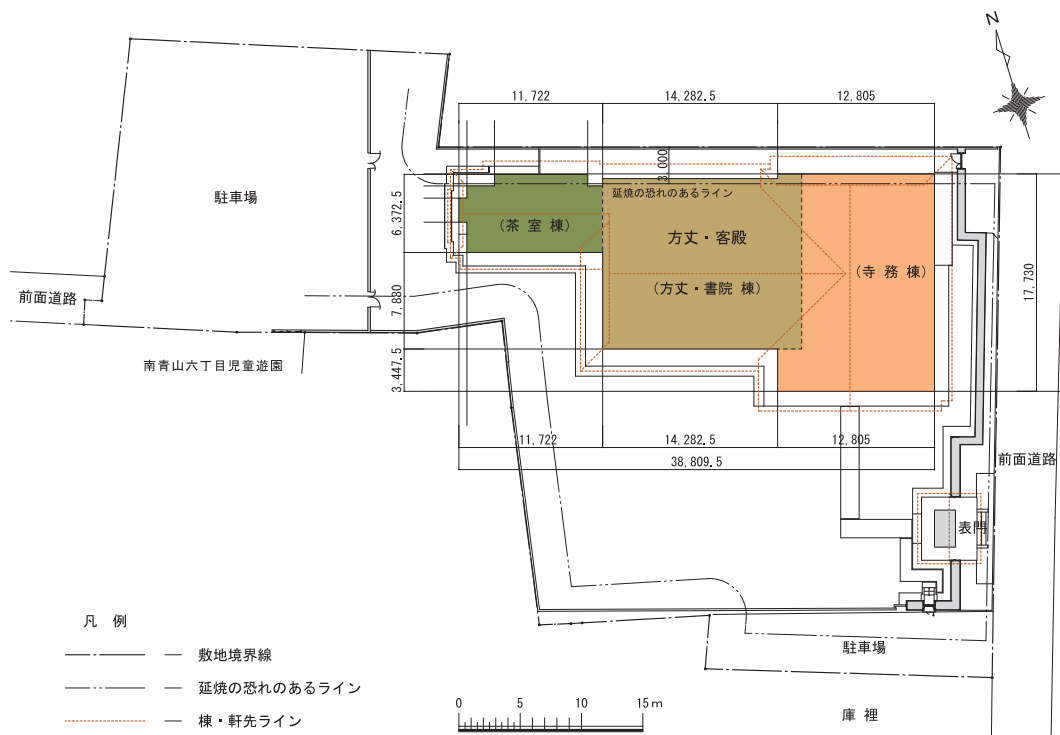 N
11,722
14,282.5
12,805
3,000
駐車場
延焼の恐れのあるライン
6,372.5
(茶 室 棟)
方丈・客殿
(方丈・書院 棟)
(寺 務 棟)
17,730
前面道路
7,880
南青山六丁目児童遊園
3,447.5
11,722
14,282.5
12,805
38,809.5
前面道路
表門
凡 例
敷地境界線
延焼の恐れのあるライン
棟・軒先ライン
0 5 10 15m
駐車場
庫 裡